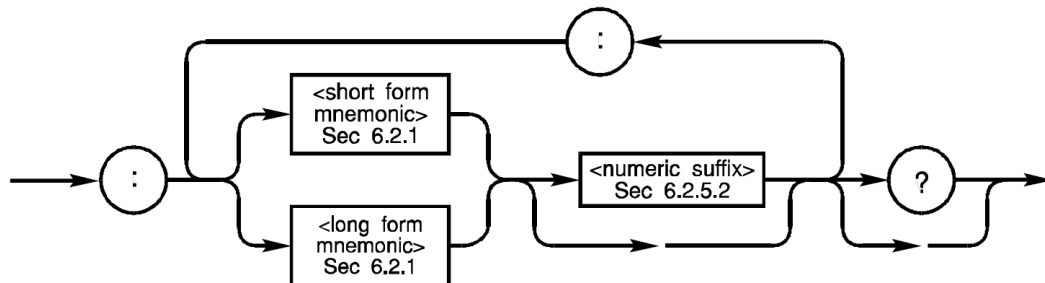 :
<short form
mnemonic>
Sec 6.2.1
:
<numeric suffix>
Sec 6.2.5.2
?
<long form
mnemonic>
Sec 6.2.1